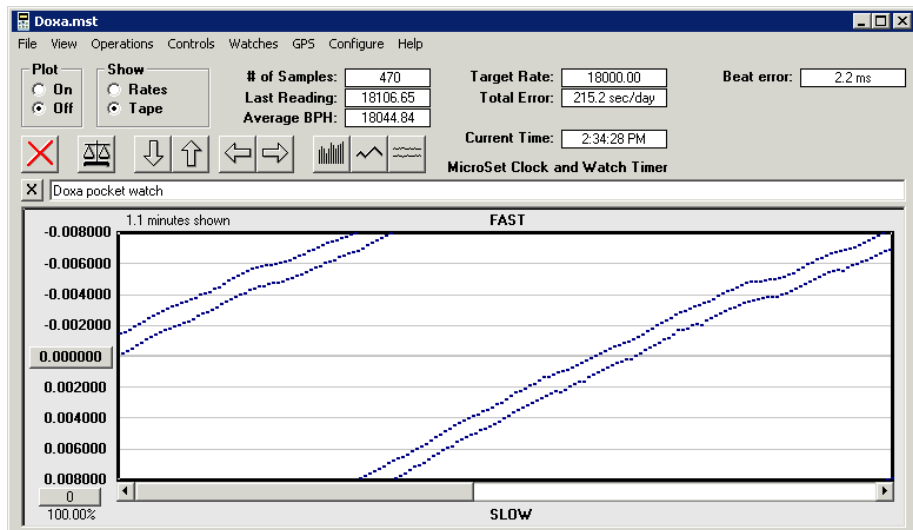 Doxa.mst
File View Operations Controls Watches GPS Configure Help
Plot Show
On Rates
Off Tape
# of Samples: 470 Target Rate: 18000.00 Beat error: 2.2 ms
Last Reading: 18106.65 Total Error: 215.2 sec/day
Average BPH: 18044.84
Current Time: 2:34:28 PM
MicroSet Clock and Watch Timer
X Doxa pocket watch
1.1 minutes shown FAST
-0.008000
-0.006000
-0.004000
-0.002000
0.000000
0.002000
0.004000
0.006000
0.008000
0
100.00% SLOW